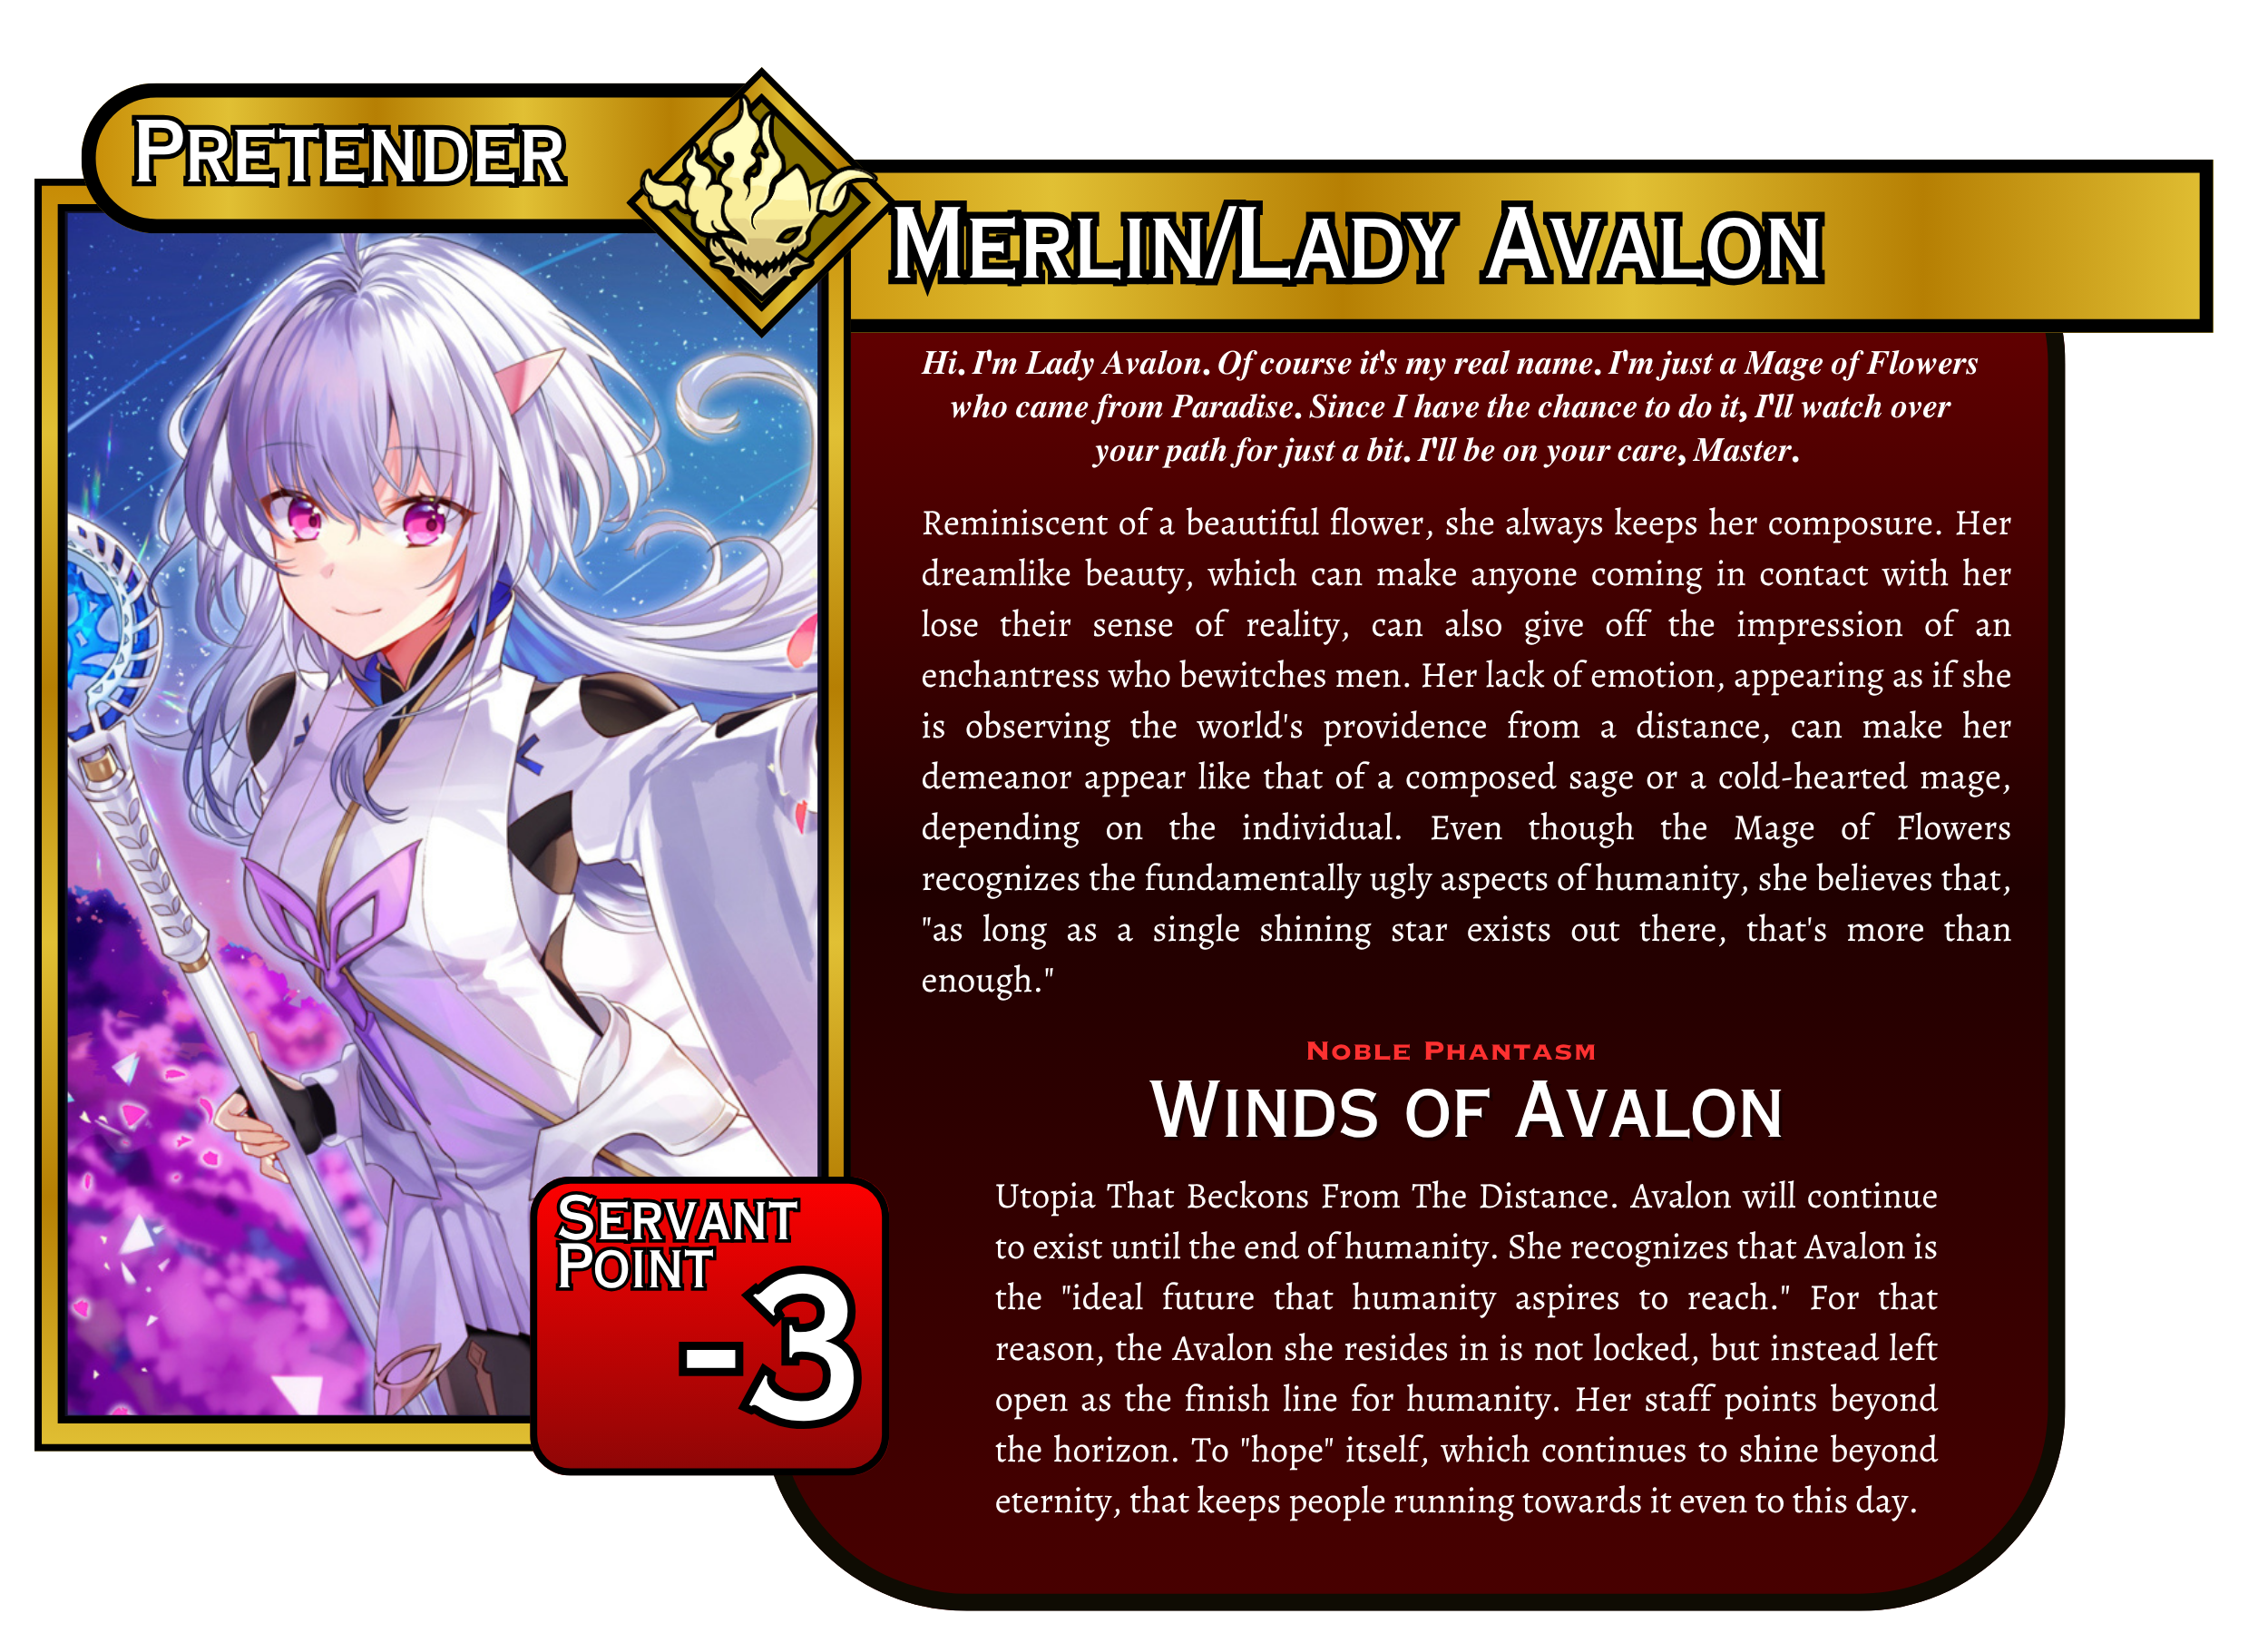 Pretender
Merlin/Lady Avalon
Hi. I'm Lady Avalon. Of course it's my real name. I'm just a Mage of Flowers
who came from Paradise. Since I have the chance to do it, I'll watch over
your path for just a bit. I'll be on your care, Master.
Reminiscent of a beautiful flower, she always keeps her composure. Her
dreamlike beauty, which can make anyone coming in contact with her
lose their sense of reality, can also give off the impression of an
enchantress who bewitches men. Her lack of emotion, appearing as if she
is observing the world's providence from a distance, can make her
demeanor appear like that of a composed sage or a cold-hearted mage,
depending on the individual. Even though the Mage of Flowers
recognizes the fundamentally ugly aspects of humanity, she believes that,
"as long as a single shining star exists out there, that's more than
enough."
Noble Phantasm
Winds of Avalon
Utopia That Beckons From The Distance. Avalon will continue
to exist until the end of humanity. She recognizes that Avalon is
the "ideal future that humanity aspires to reach." For that
reason, the Avalon she resides in is not locked, but instead left
open as the finish line for humanity. Her staff points beyond
the horizon. To "hope" itself, which continues to shine beyond
eternity, that keeps people running towards it even to this day.
Servant
Point
-3